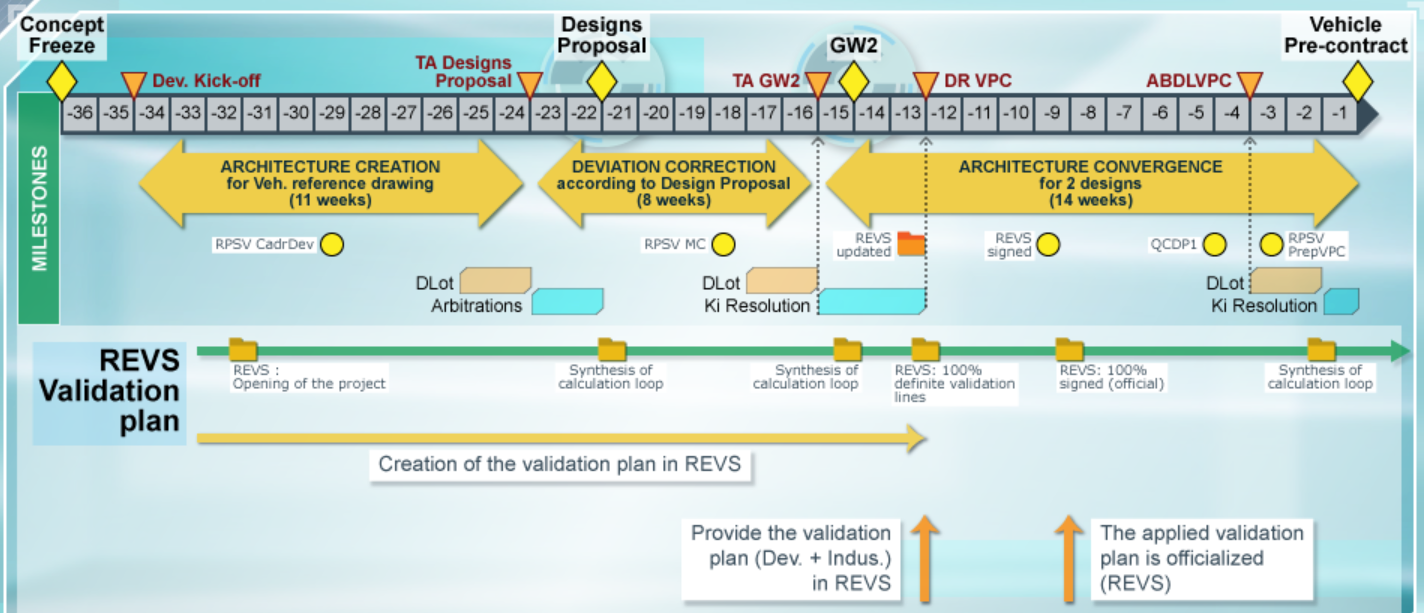 Concept
Freeze
Designs
Proposal
GW2
Vehicle
Pre-contract
Dev. Kick-off
TA Designs
Proposal
TA GW2
DR VPC
ABDLVPC
-36 -35 -34 -33 -32 -31 -30 -29 -28 -27 -26 -25 -24 -23 -22 -21 -20 -19 -18 -17 -16 -15 -14 -13 -12 -11 -10 -9 -8 -7 -6 -5 -4 -3 -2 -1
MILESTONES
ARCHITECTURE CREATION
for Veh. reference drawing
(11 weeks)
DEVIATION CORRECTION
according to Design Proposal
(8 weeks)
ARCHITECTURE CONVERGENCE
for 2 designs
(14 weeks)
RPSV CadrDev
RPSV MC
REVS
updated
REVS
signed
QCDP1
RPSV
PrepVPC
DLot
Arbitrations
DLot
Ki Resolution
DLot
Ki Resolution
REVS
Validation
plan
REVS :
Opening of the project
Synthesis of
calculation loop
Synthesis of
calculation loop
REVS: 100%
definite validation
lines
REVS: 100%
signed (official)
Synthesis of
calculation loop
Creation of the validation plan in REVS
Provide the validation
plan (Dev. + Indus.)
in REVS
The applied validation
plan is officialized
(REVS)